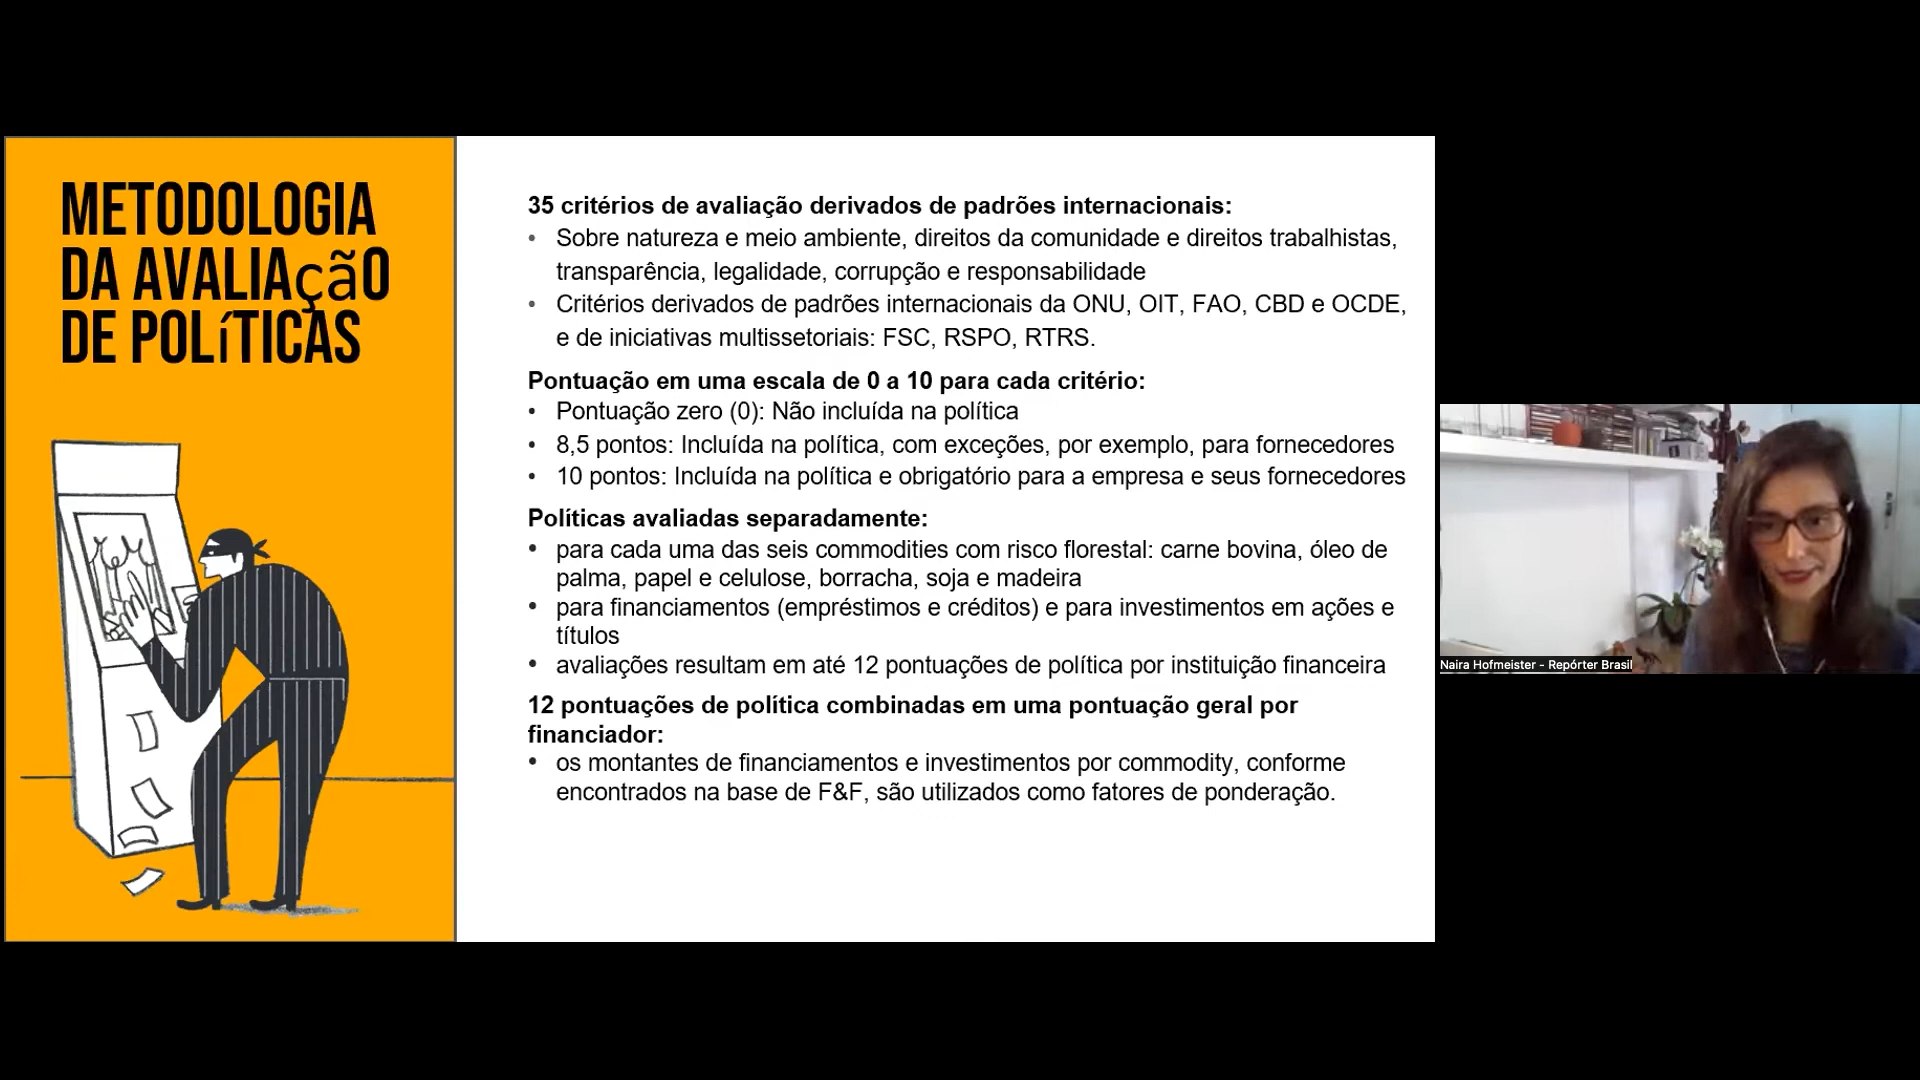 METODOLOGIA
DA AVALIAçãO
DE POLíTICAS
35 critérios de avaliação derivados de padrões internacionais:
• Sobre natureza e meio ambiente, direitos da comunidade e direitos trabalhistas,
transparência, legalidade, corrupção e responsabilidade
• Critérios derivados de padrões internacionais da ONU, OIT, FAO, CBD e OCDE,
e de iniciativas multissetoriais: FSC, RSPO, RTRS.
Pontuação em uma escala de 0 a 10 para cada critério:
• Pontuação zero (0): Não incluída na política
• 8,5 pontos: Incluída na política, com exceções, por exemplo, para fornecedores
• 10 pontos: Incluída na política e obrigatório para a empresa e seus fornecedores
Políticas avaliadas separadamente:
• para cada uma das seis commodities com risco florestal: carne bovina, óleo de
palma, papel e celulose, borracha, soja e madeira
• para financiamentos (empréstimos e créditos) e para investimentos em ações e
títulos
• avaliações resultam em até 12 pontuações de política por instituição financeira
12 pontuações de política combinadas em uma pontuação geral por
financiador:
• os montantes de financiamentos e investimentos por commodity, conforme
encontrados na base de F&F, são utilizados como fatores de ponderação.
Naira Hofmeister - Repórter Brasil